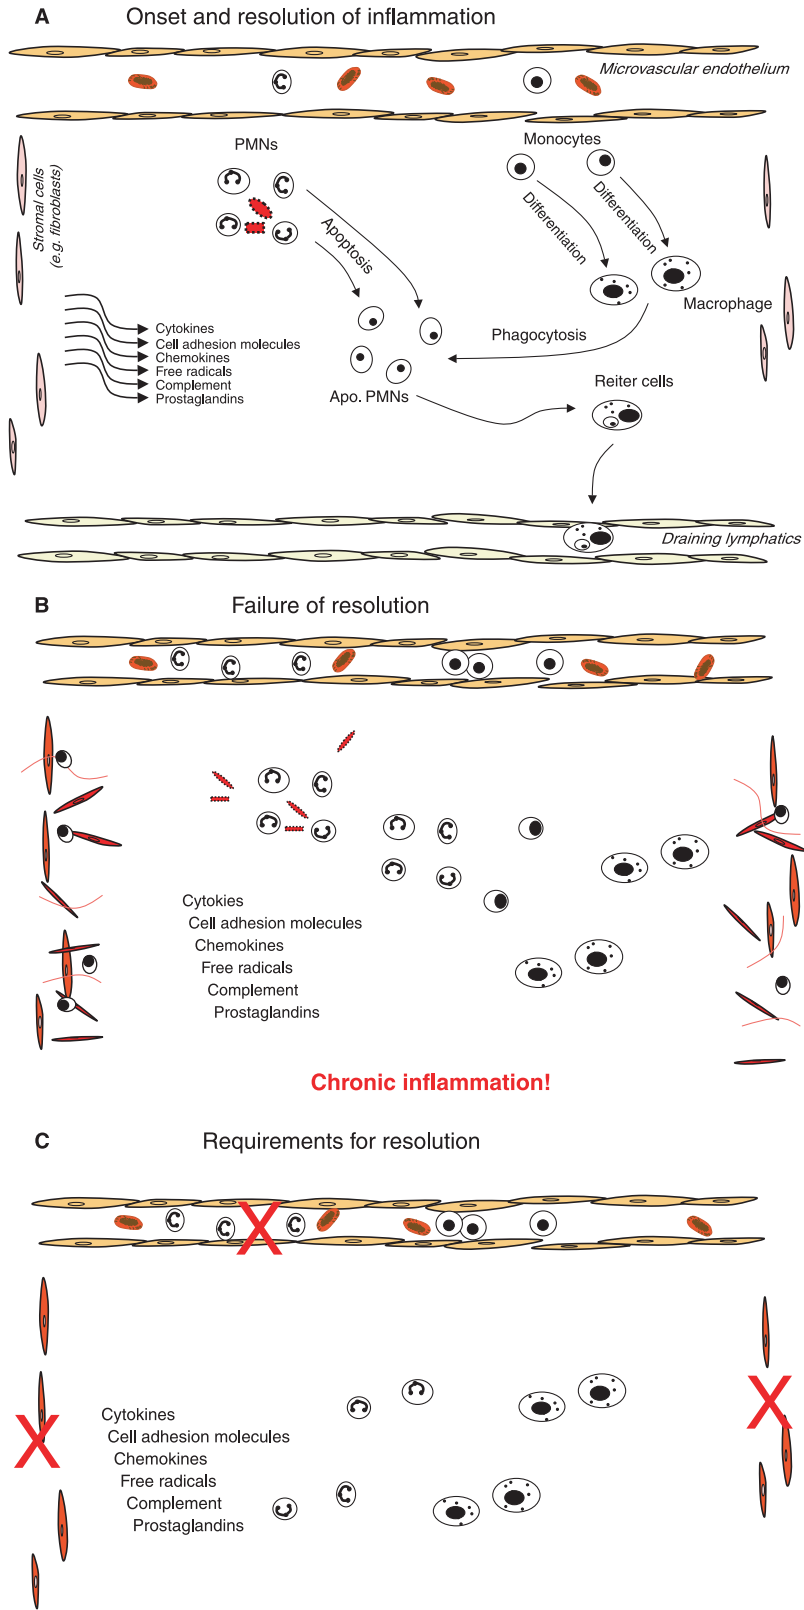 A
Onset and resolution of inflammation
Microvascular endothelium
PMNs
Monocytes
Stromal cells
(e.g. fibroblasts)
Apoptosis
Differentiation
Differentiation
Macrophage
Cytokines
Cell adhesion molecules
Chemokines
Free radicals
Complement
Prostaglandins
Phagocytosis
Apo. PMNs
Reiter cells
Draining lymphatics
B
Failure of resolution
Cytokies
Cell adhesion molecules
Chemokines
Free radicals
Complement
Prostaglandins
Chronic inflammation!
C
Requirements for resolution
X
X
X
Cytokines
Cell adhesion molecules
Chemokines
Free radicals
Complement
Prostaglandins